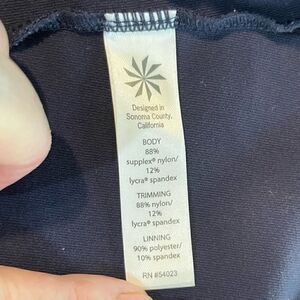 Designed in
Sonoma County,
California
BODY
88%
supplex® nylon/
12%
lycra® spandex
TRIMMING
88% nylon/
12%
lycra® spandex
LINNING
90% polyester/
10% spandex
RN #54023